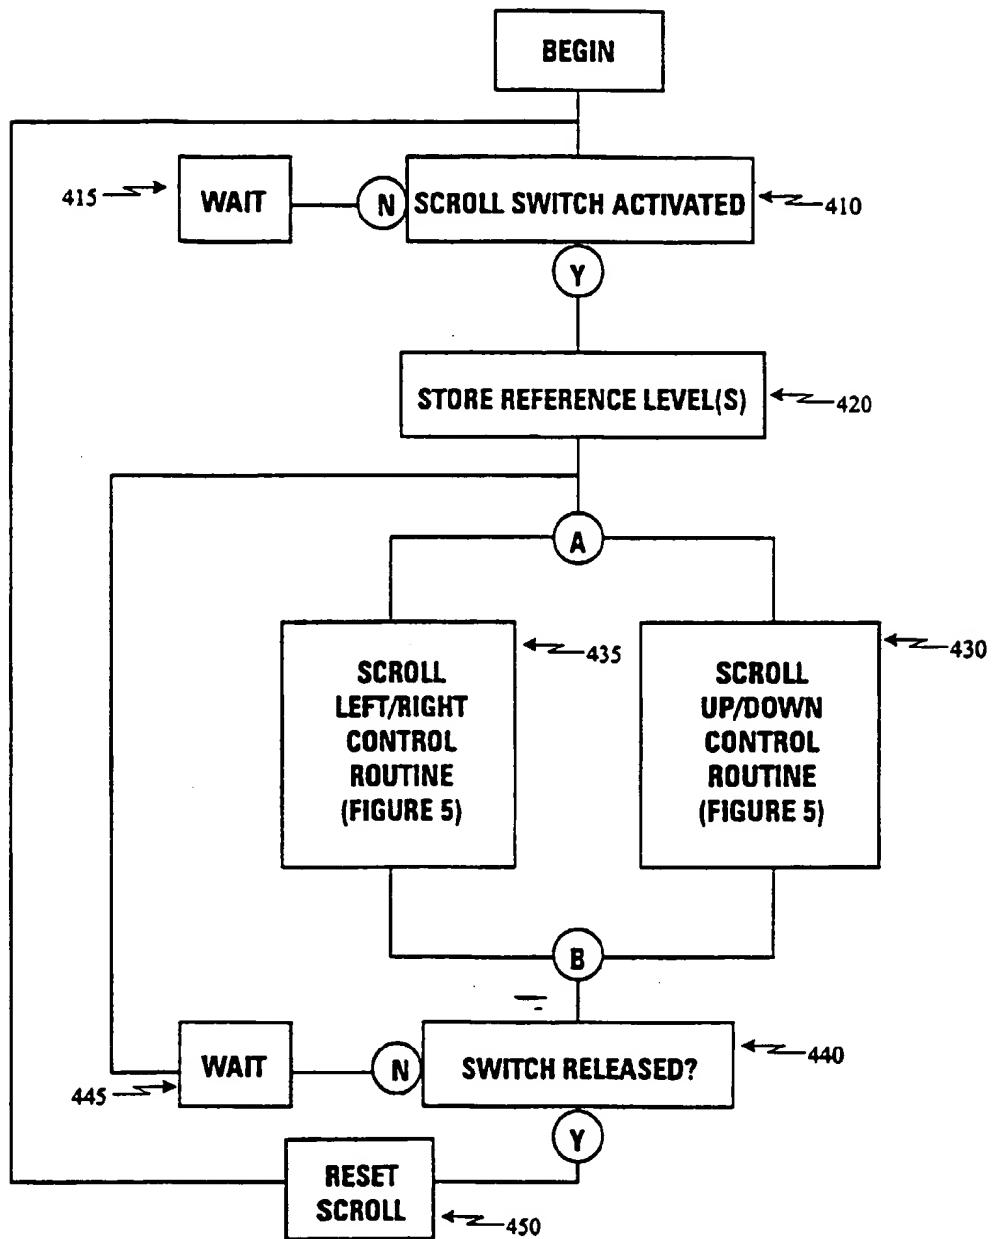 BEGIN
415
WAIT
N
SCROLL SWITCH ACTIVATED
410
Y
STORE REFERENCE LEVEL(S)
420
A
SCROLL
LEFT/RIGHT
CONTROL
ROUTINE
(FIGURE 5)
435
SCROLL
UP/DOWN
CONTROL
ROUTINE
(FIGURE 5)
430
B
WAIT
445
N
SWITCH RELEASED?
440
Y
RESET
SCROLL
450